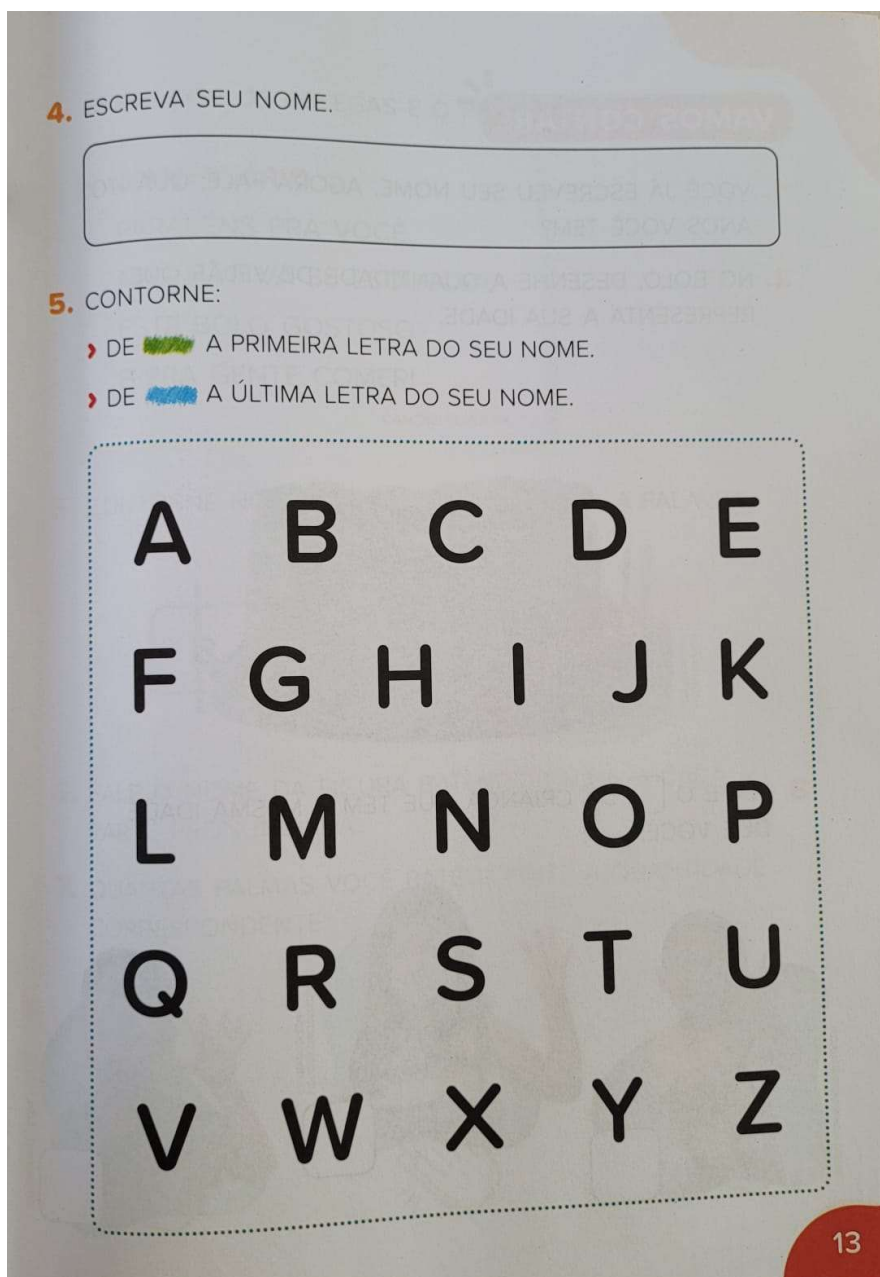 4. ESCREVA SEU NOME.
5. CONTORNE:
› DE A PRIMEIRA LETRA DO SEU NOME.
› DE A ÚLTIMA LETRA DO SEU NOME.
A B C D E
F G H I J K
L M N O P
Q R S T U
V W X Y Z
13